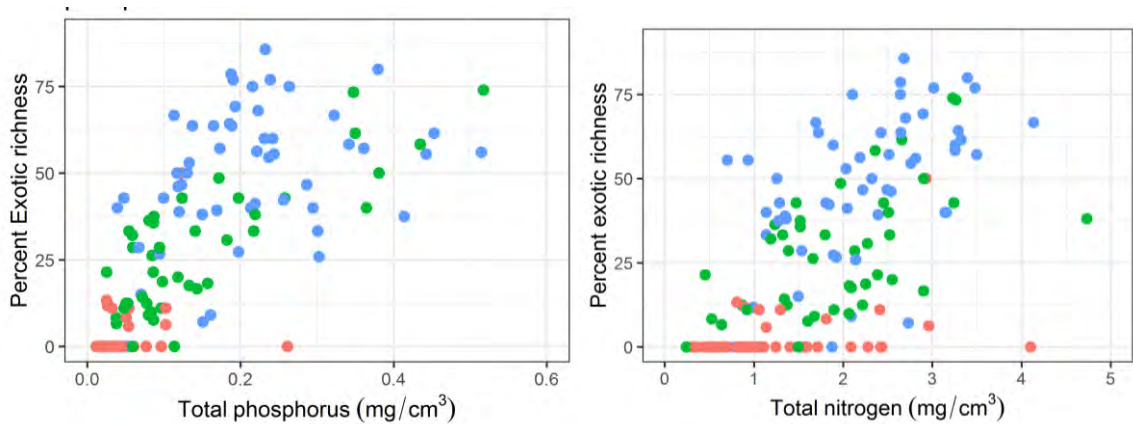 Percent Exotic richness
75
50
25
0
0.0 0.2 0.4 0.6
Total phosphorus (mg/cm³)
Percent exotic richness
75
50
25
0
0 1 2 3 4 5
Total nitrogen (mg/cm³)